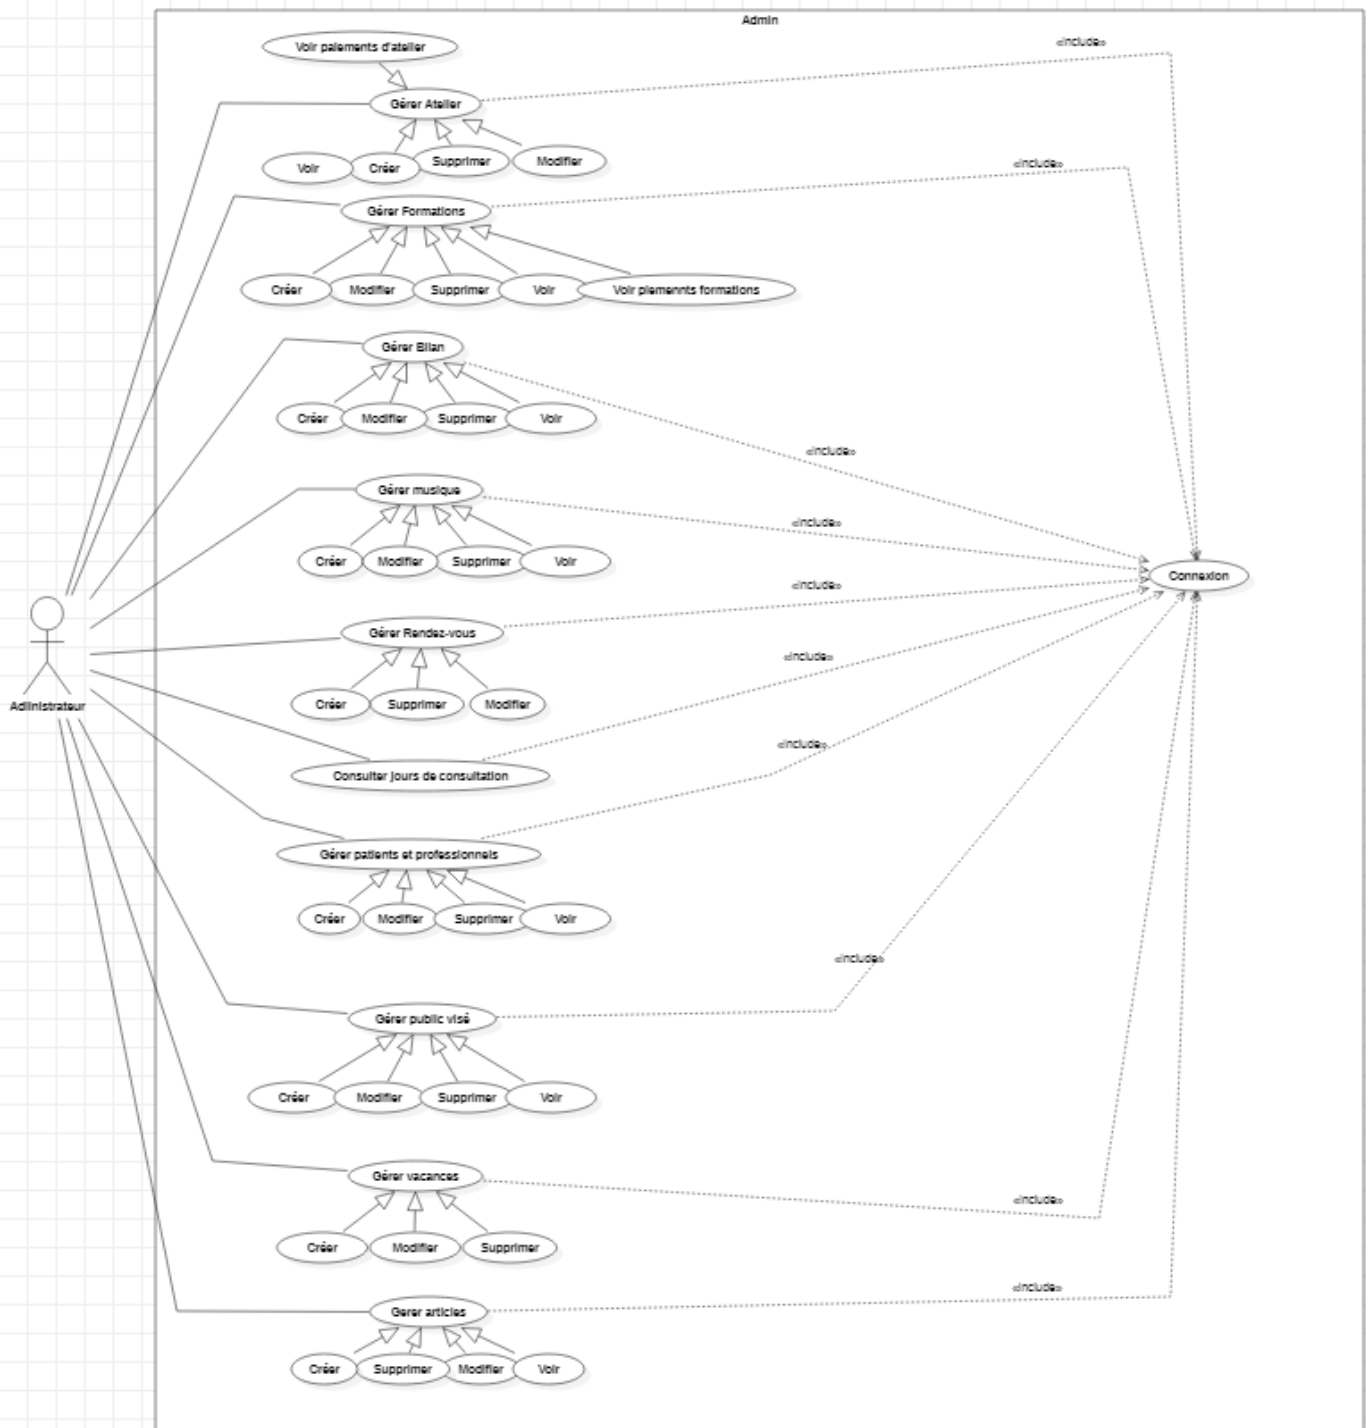 Admin
Voir paiements d'atelier
«include»
Gérer Atelier
Voir
Créer
Supprimer
Modifier
«include»
Gérer Formations
Créer
Modifier
Supprimer
Voir
Voir piemennts formations
Gérer Bilan
Créer
Modifier
Supprimer
Voir
«include»
Gérer musique
«include»
Créer
Modifier
Supprimer
Voir
Connexion
«include»
Gérer Rendez-vous
«include»
Créer
Supprimer
Modifier
Adiinistrateur
«include»
Consulter jours de consultation
Gérer patients et professionnels
Créer
Modifier
Supprimer
Voir
«include»
Gérer public visé
Créer
Modifier
Supprimer
Voir
Gérer vacances
«include»
Créer
Modifier
Supprimer
«include»
Gerer articles
Créer
Supprimer
Modifier
Voir